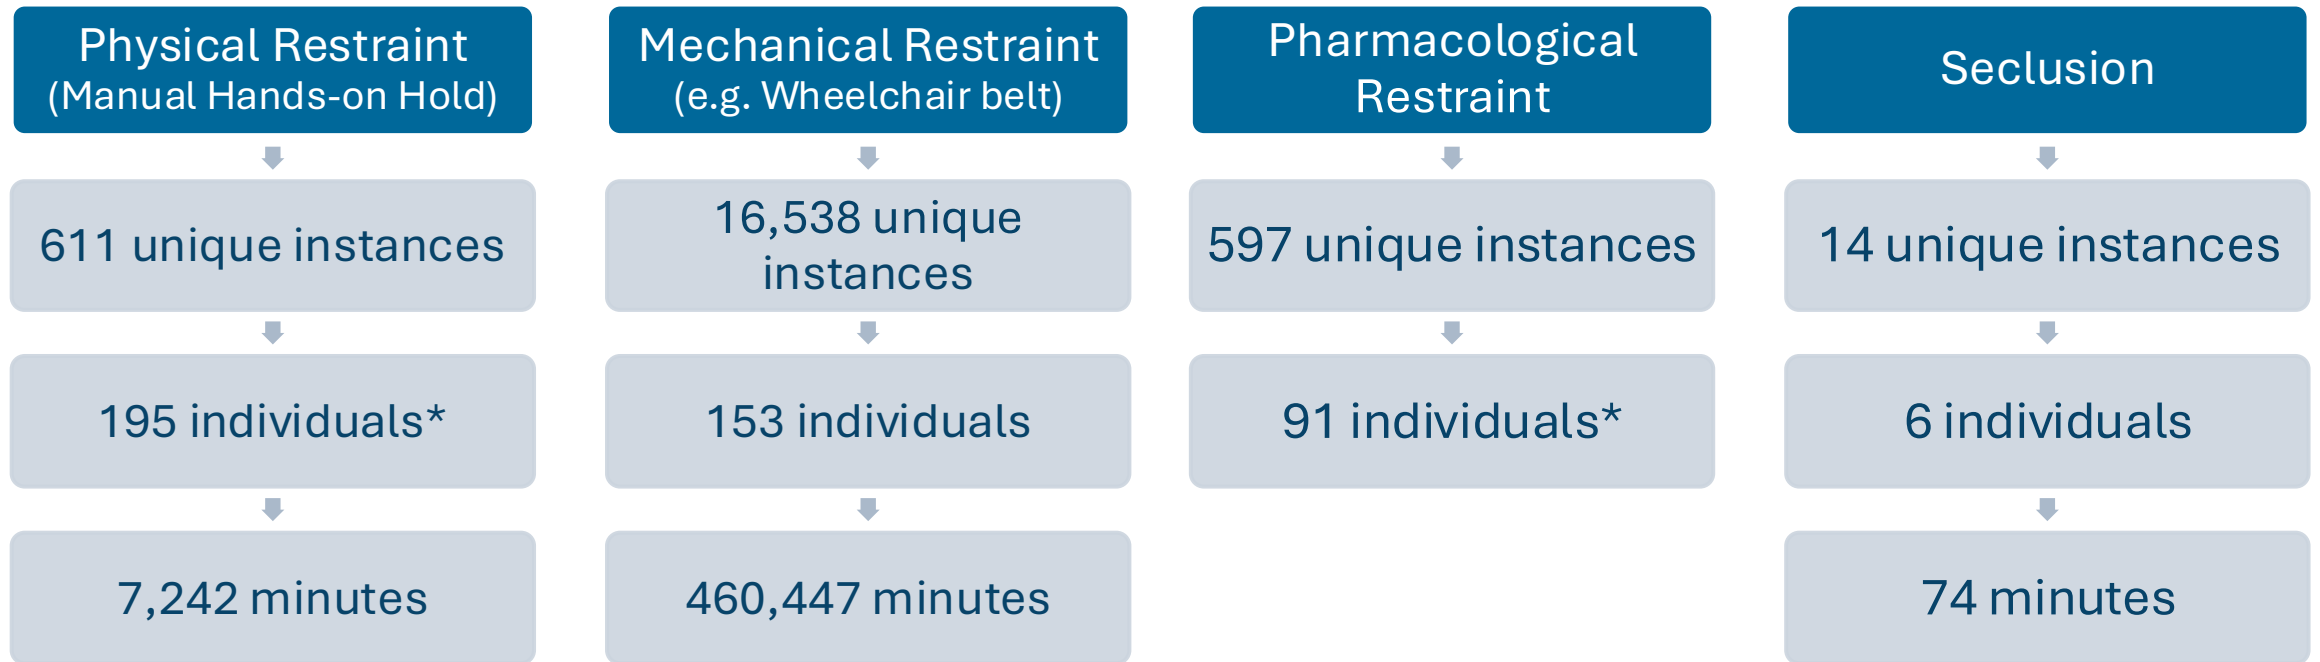 Physical Restraint
(Manual Hands-on Hold)
611 unique instances
195 individuals*
7,242 minutes
Mechanical Restraint
(e.g. Wheelchair belt)
16,538 unique
instances
153 individuals
460,447 minutes
Pharmacological
Restraint
597 unique instances
91 individuals*
Seclusion
14 unique instances
6 individuals
74 minutes